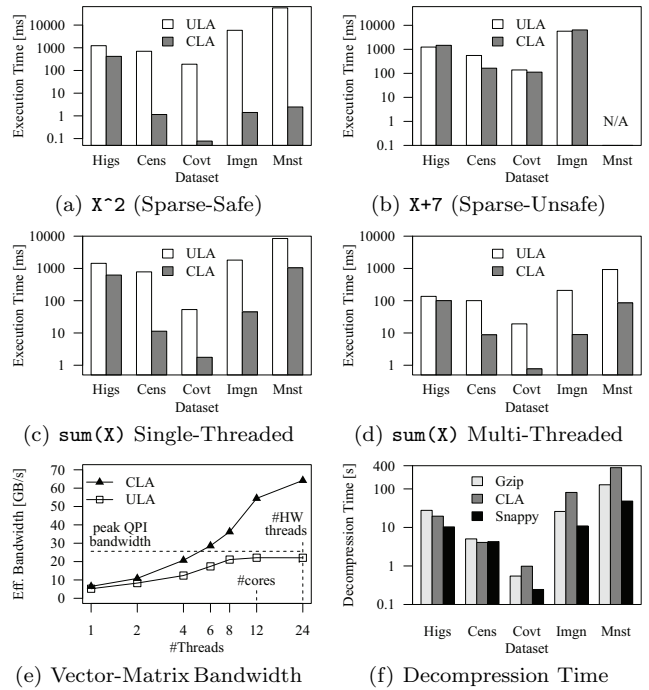 10000
1000
100
10
1
0.1
Execution Time [ms]
ULA
CLA
Higs Cens Covt Imgn Mnst
Dataset
(a) X^2 (Sparse-Safe)
10000
1000
100
10
1
0.1
Execution Time [ms]
ULA
CLA
N/A
Higs Cens Covt Imgn Mnst
Dataset
(b) X+7 (Sparse-Unsafe)
10000
1000
100
10
1
Execution Time [ms]
ULA
CLA
Higs Cens Covt Imgn Mnst
Dataset
(c) sum(X) Single-Threaded
10000
1000
100
10
1
Execution Time [ms]
ULA
CLA
Higs Cens Covt Imgn Mnst
Dataset
(d) sum(X) Multi-Threaded
70
60
50
40
30
20
10
0
Eff. Bandwidth [GB/s]
CLA
ULA
peak QPI
bandwidth
#HW
threads
#cores
1 2 4 6 8 12 24
#Threads
(e) Vector-Matrix Bandwidth
400
100
10
1
0.1
Decompression Time [s]
Gzip
CLA
Snappy
Higs Cens Covt Imgn Mnst
Dataset
(f) Decompression Time